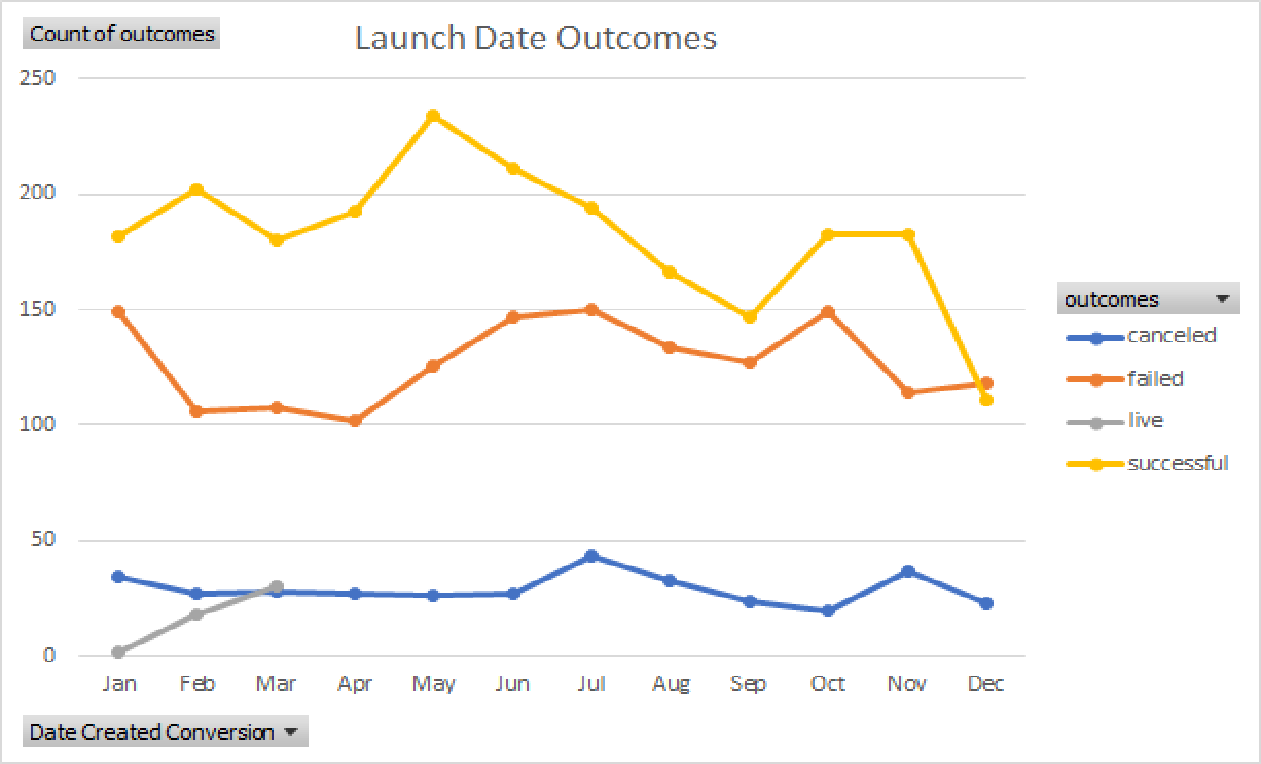 Count of outcomes
Launch Date Outcomes
250
200
150
100
50
0
Jan Feb Mar Apr May Jun Jul Aug Sep Oct Nov Dec
outcomes
canceled
failed
live
successful
Date Created Conversion